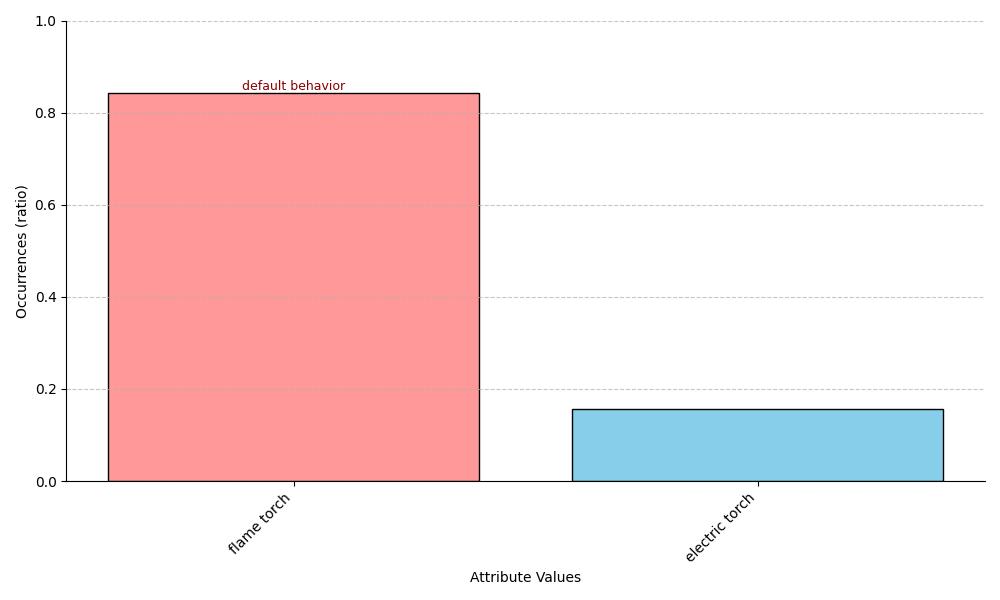 1.0
default behavior
0.8
0.6
0.4
0.2
0.0
Occurrences (ratio)
flame torch
electric torch
Attribute Values